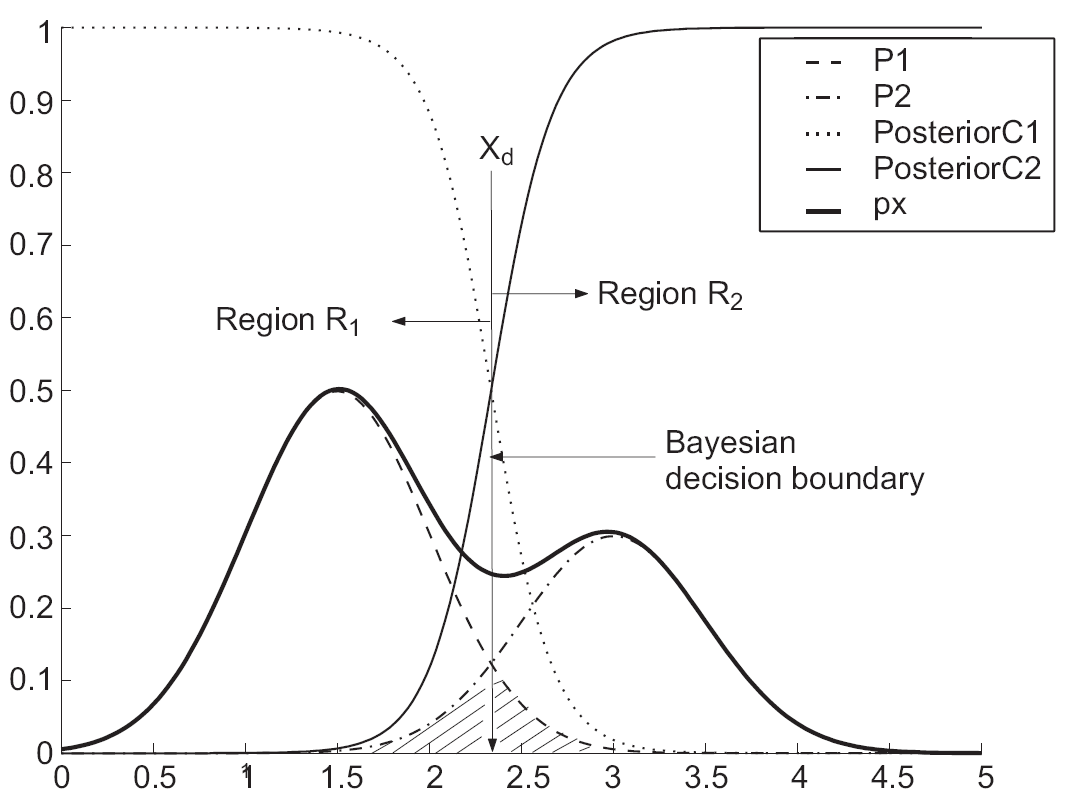 1
0.9
0.8
0.7
0.6
0.5
0.4
0.3
0.2
0.1
0
P1
P2
PosteriorC1
PosteriorC2
px
Xd
Region R2
Region R1
Bayesian
decision boundary
0 0.5 1 1.5 2 2.5 3 3.5 4 4.5 5